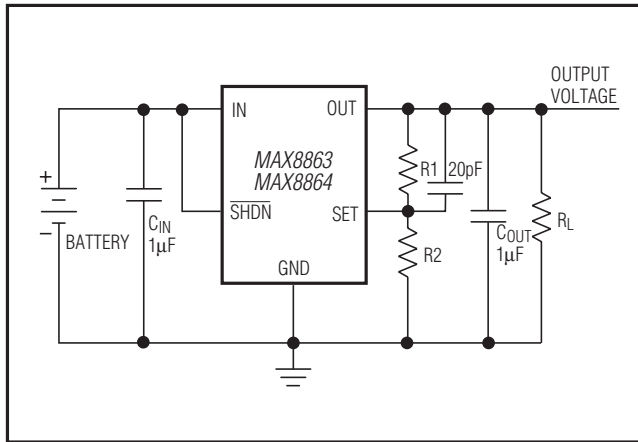 OUTPUT
VOLTAGE
IN
OUT
MAX8863
MAX8864
R1
20pF
+
−
BATTERY
CIN
1µF
SHDN
SET
GND
R2
COUT
1µF
RL